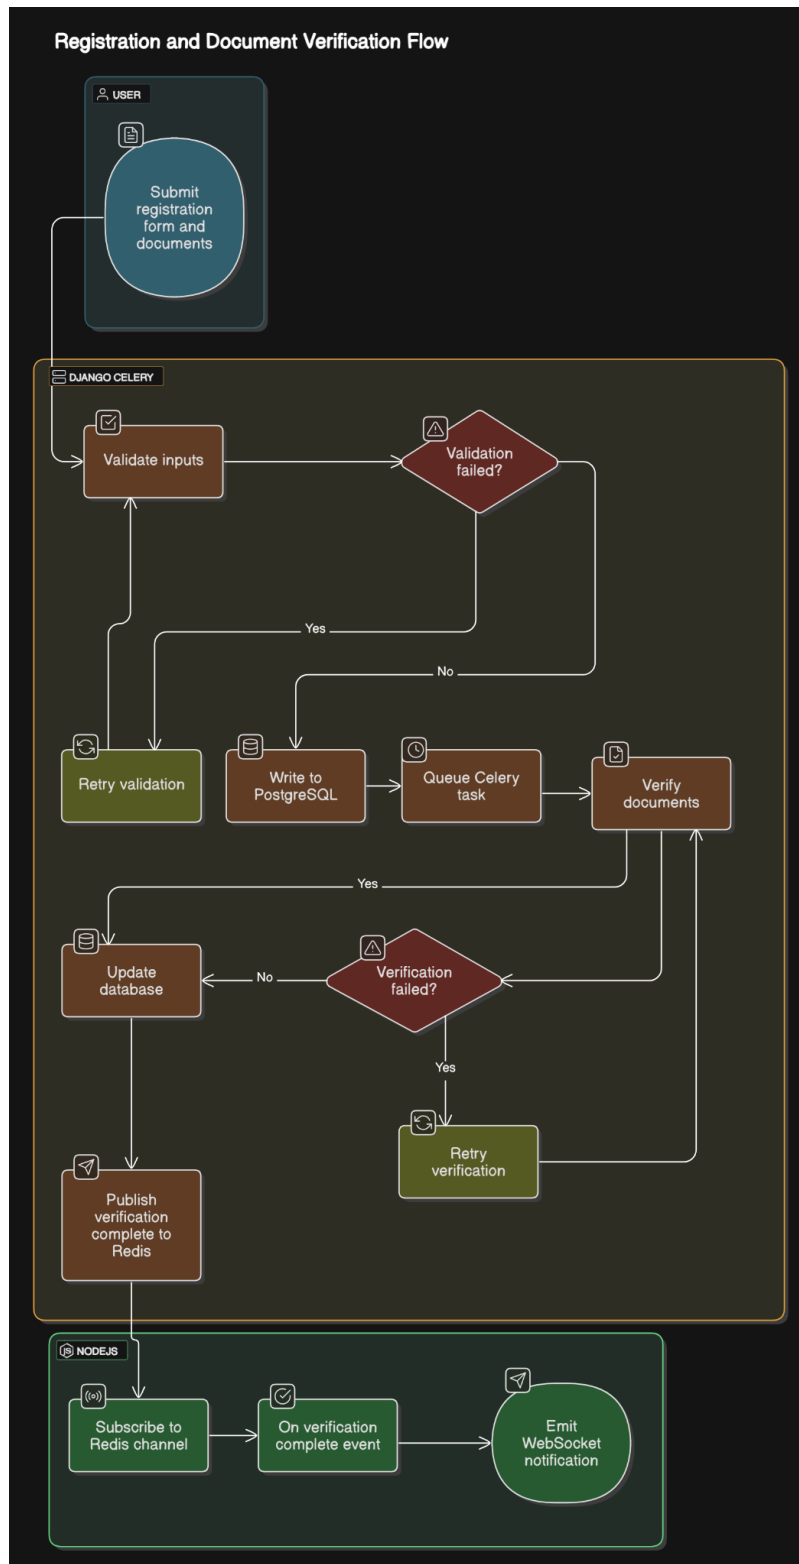 Registration and Document Verification Flow
USER
Submit
registration
form and
documents
DJANGO CELERY
Validate inputs
Validation
failed?
Yes
No
Retry validation
Write to
PostgreSQL
Queue Celery
task
Verify
documents
Yes
Update
database
No
Verification
failed?
Yes
Retry
verification
Publish
verification
complete to
Redis
JS NODEJS
Subscribe to
Redis channel
On verification
complete event
Emit
WebSocket
notification